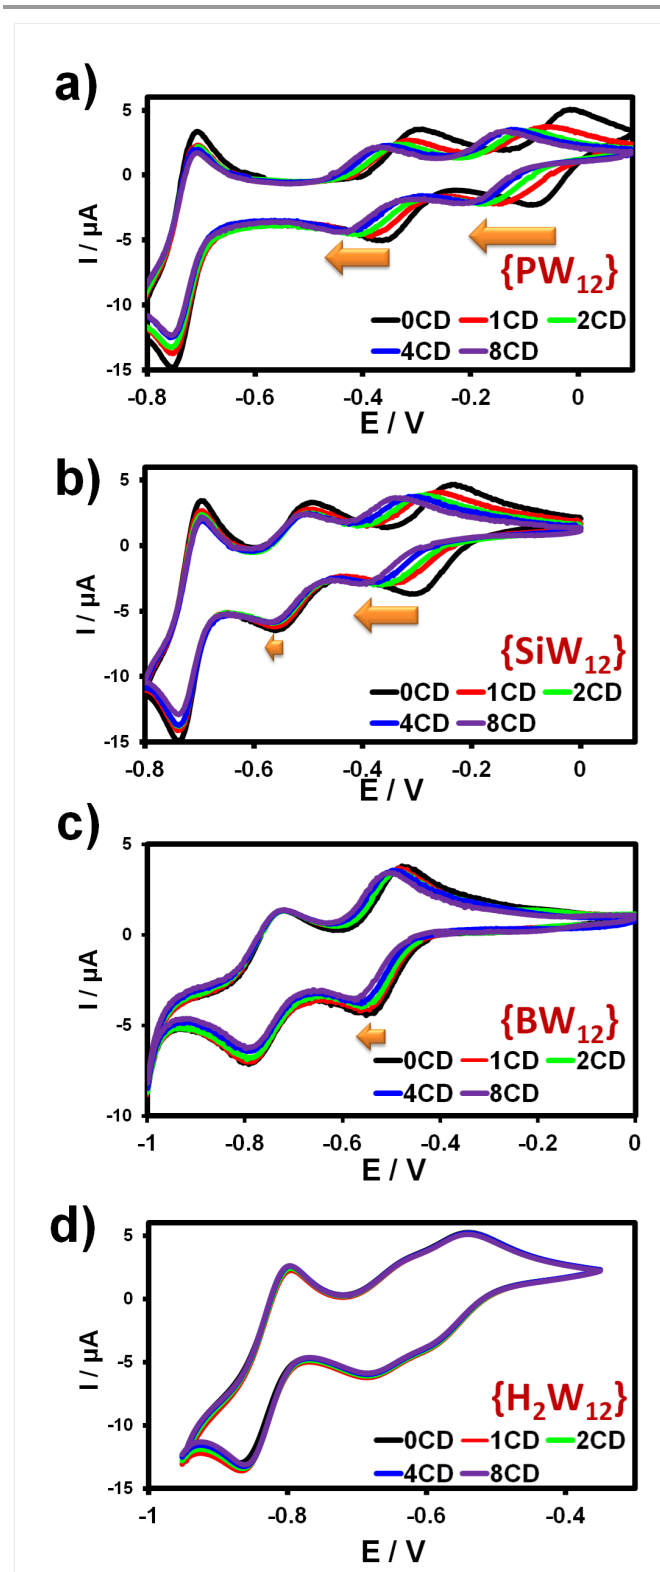 a)
5
0
-5
-10
-15
I / µA
{PW12}
0CD 1CD 2CD
4CD 8CD
-0.8 -0.6 -0.4 -0.2 0
E / V
b)
5
0
-5
-10
-15
I / µA
{SiW12}
0CD 1CD 2CD
4CD 8CD
-0.8 -0.6 -0.4 -0.2 0
E / V
c)
5
0
-5
-10
I / µA
{BW12}
0CD 1CD 2CD
4CD 8CD
-1 -0.8 -0.6 -0.4 -0.2 0
E / V
d)
5
0
-5
-10
-15
I / µA
{H2W12}
0CD 1CD 2CD
4CD 8CD
-1 -0.8 -0.6 -0.4
E / V